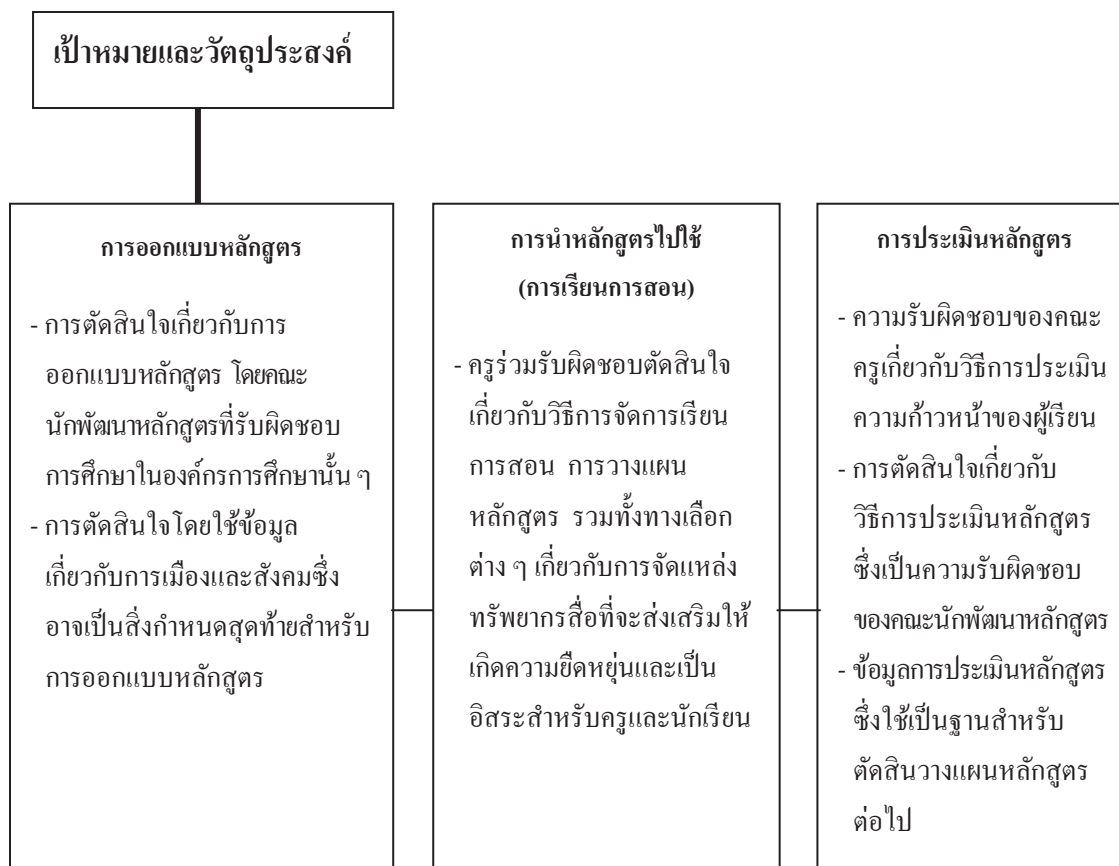 เป้าหมายและวัตถุประสงค์
การออกแบบหลักสูตร
- การตัดสินใจเกี่ยวกับการ
ออกแบบหลักสูตร โดยคณะ
นักพัฒนาหลักสูตรที่รับผิดชอบ
การศึกษาในองค์กรการศึกษานั้น ๆ
- การตัดสินใจโดยใช้ข้อมูล
เกี่ยวกับการเมืองและสังคมซึ่ง
อาจเป็นสิ่งกำหนดสุดท้ายสำหรับ
การออกแบบหลักสูตร
การนำหลักสูตรไปใช้
(การเรียนการสอน)
- ครูร่วมรับผิดชอบตัดสินใจ
เกี่ยวกับวิธีการจัดการเรียน
การสอน การวางแผน
หลักสูตร รวมทั้งทางเลือก
ต่าง ๆ เกี่ยวกับการจัดแหล่ง
ทรัพยากรสื่อที่จะส่งเสริมให้
เกิดความยืดหยุ่นและเป็น
อิสระสำหรับครูและนักเรียน
การประเมินหลักสูตร
- ความรับผิดชอบของคณะ
ครูเกี่ยวกับวิธีการประเมิน
ความก้าวหน้าของผู้เรียน
- การตัดสินใจเกี่ยวกับ
วิธีการประเมินหลักสูตร
ซึ่งเป็นความรับผิดชอบ
ของคณะนักพัฒนาหลักสูตร
- ข้อมูลการประเมินหลักสูตร
ซึ่งใช้เป็นฐานสำหรับ
ตัดสินวางแผนหลักสูตร
ต่อไป